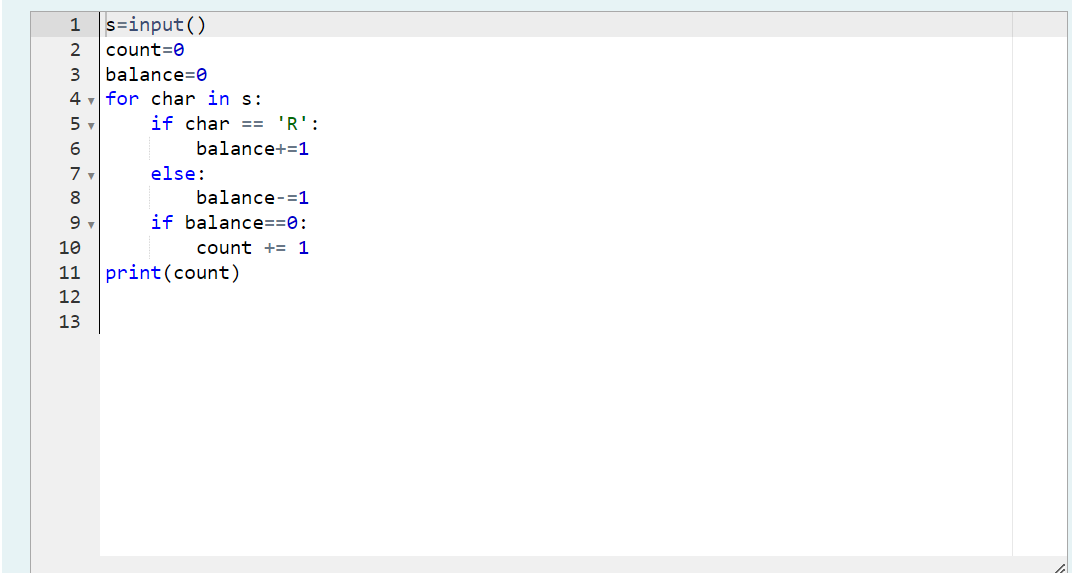 1 s=input()
2 count=0
3 balance=0
4 for char in s:
5     if char == 'R':
6         balance+=1
7     else:
8         balance-=1
9     if balance==0:
10         count += 1
11 print(count)
12
13